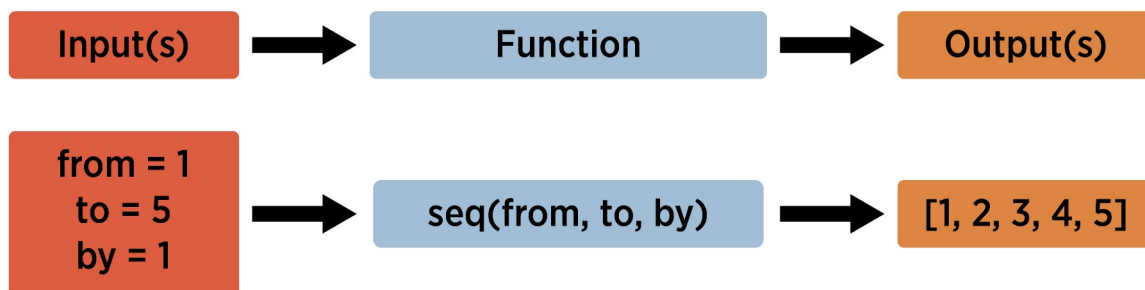 Input(s)
Function
Output(s)
from = 1
to = 5
by = 1
seq(from, to, by)
[1, 2, 3, 4, 5]